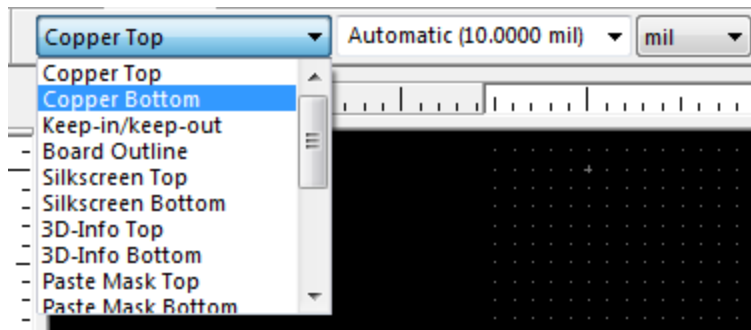 Copper Top Automatic (10.0000 mil) mil
Copper Top
Copper Bottom
Keep-in/keep-out
Board Outline
Silkscreen Top
Silkscreen Bottom
3D-Info Top
3D-Info Bottom
Paste Mask Top
Paste Mask Bottom